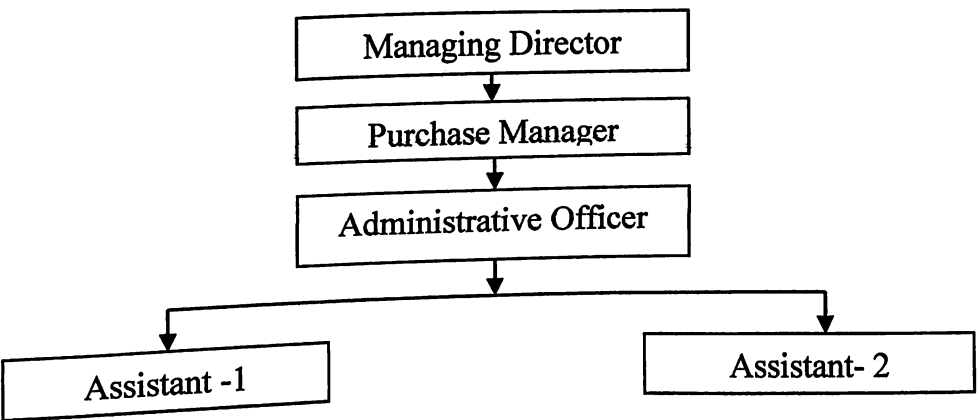 Managing Director
Purchase Manager
Administrative Officer
Assistant -1
Assistant- 2